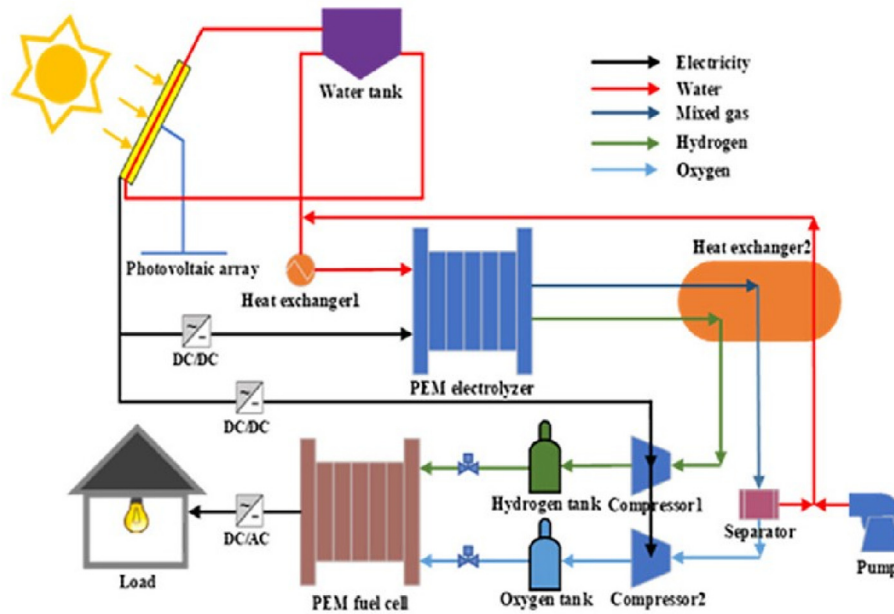 Water tank
Electricity
Water
Mixed gas
Hydrogen
Oxygen
Photovoltaic array
Heat exchanger1
Heat exchanger2
DC/DC
PEM electrolyzer
DC/DC
Hydrogen tank
Compressor1
Separator
Pump
DC/AC
Load
PEM fuel cell
Oxygen tank
Compressor2